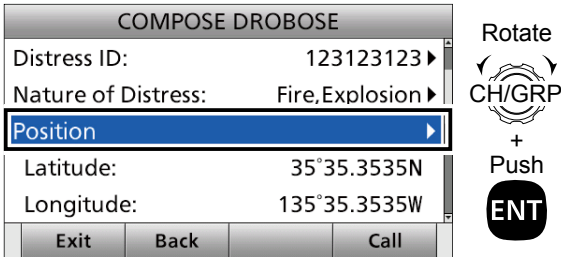 COMPOSE DROBOSE
Distress ID: 123123123
Nature of Distress: Fire,Explosion
Position
Latitude: 35°35.3535N
Longitude: 135°35.3535W
Exit Back Call
Rotate
CH/GRP
+
Push
ENT